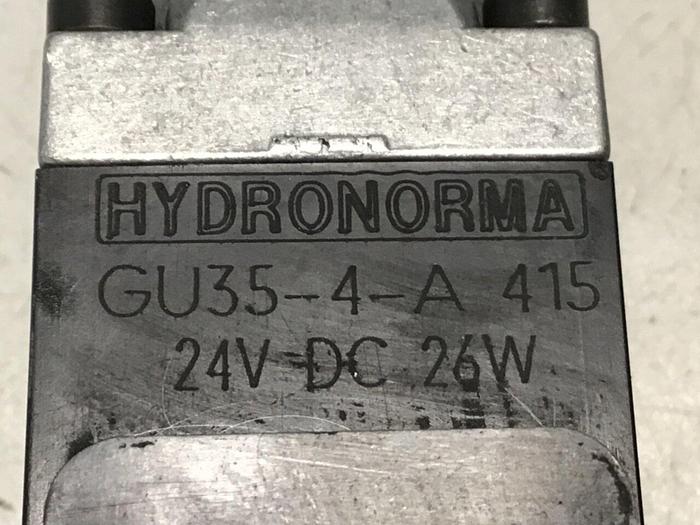 HYDRONORMA
GU35-4-A 415
24V DC 26W